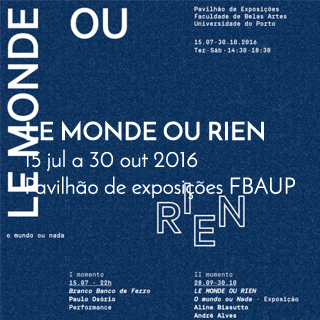 LE MONDE
OU
Pavilhão de Exposições
Faculdade de Belas Artes
Universidade do Porto
15.07-30.10.2016
Ter-Sáb·14:30-18:30
LE MONDE OU RIEN
15 jul a 30 out 2016
Pavilhão de exposições FBAUP
RIEN
o mundo ou nada
I momento
15.07 · 22h
Branco Banco de Ferro
Paulo Osório
Performance
II momento
28.09-30.10
LE MONDE OU RIEN
O mundo ou Nada - Exposição
Aline Biasutto
André Alves